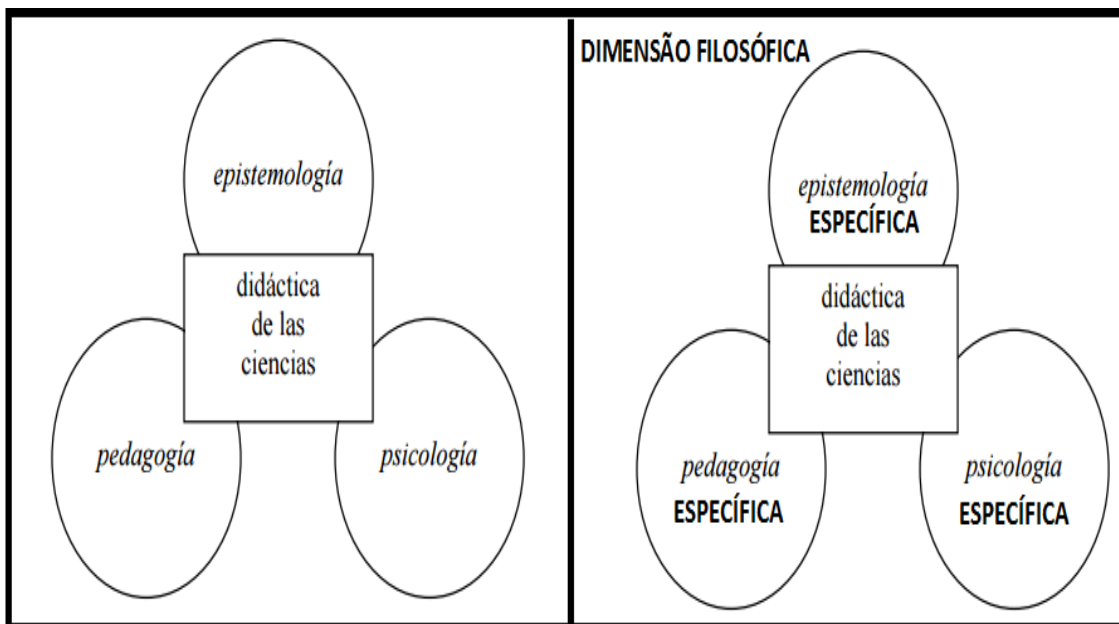 epistemología
didáctica
de las
ciencias
pedagogía
psicología
DIMENSÃO FILOSÓFICA
epistemología
ESPECÍFICA
didáctica
de las
ciencias
pedagogía
ESPECÍFICA
psicología
ESPECÍFICA